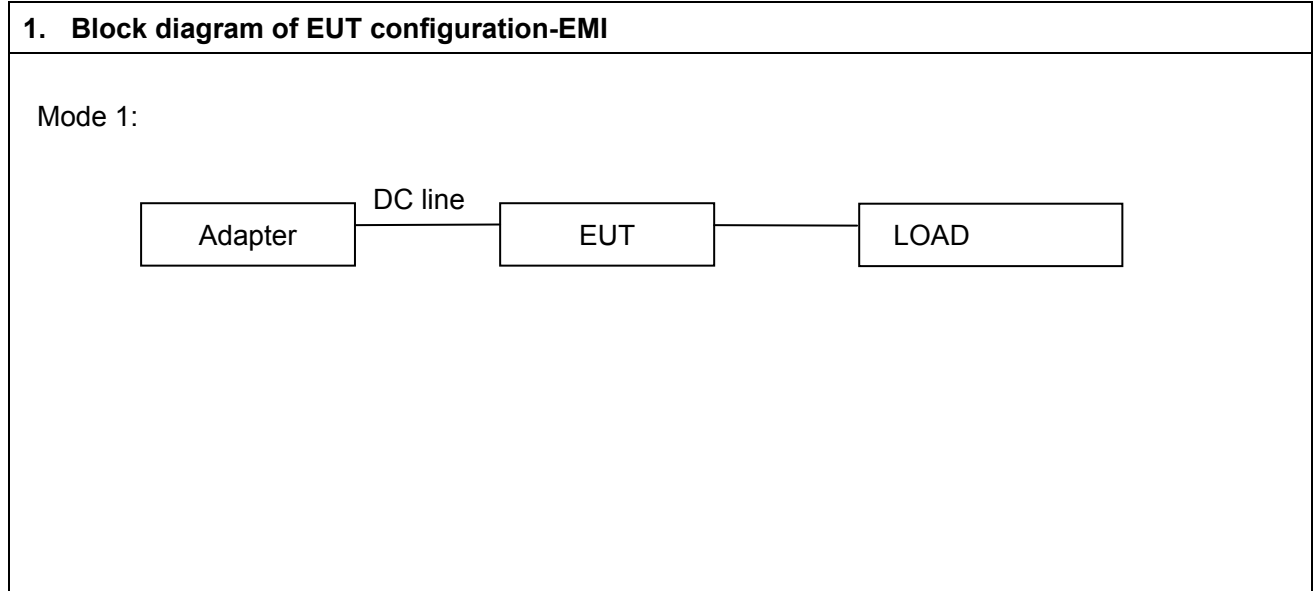 1. Block diagram of EUT configuration-EMI
Mode 1:
DC line
Adapter
EUT
LOAD